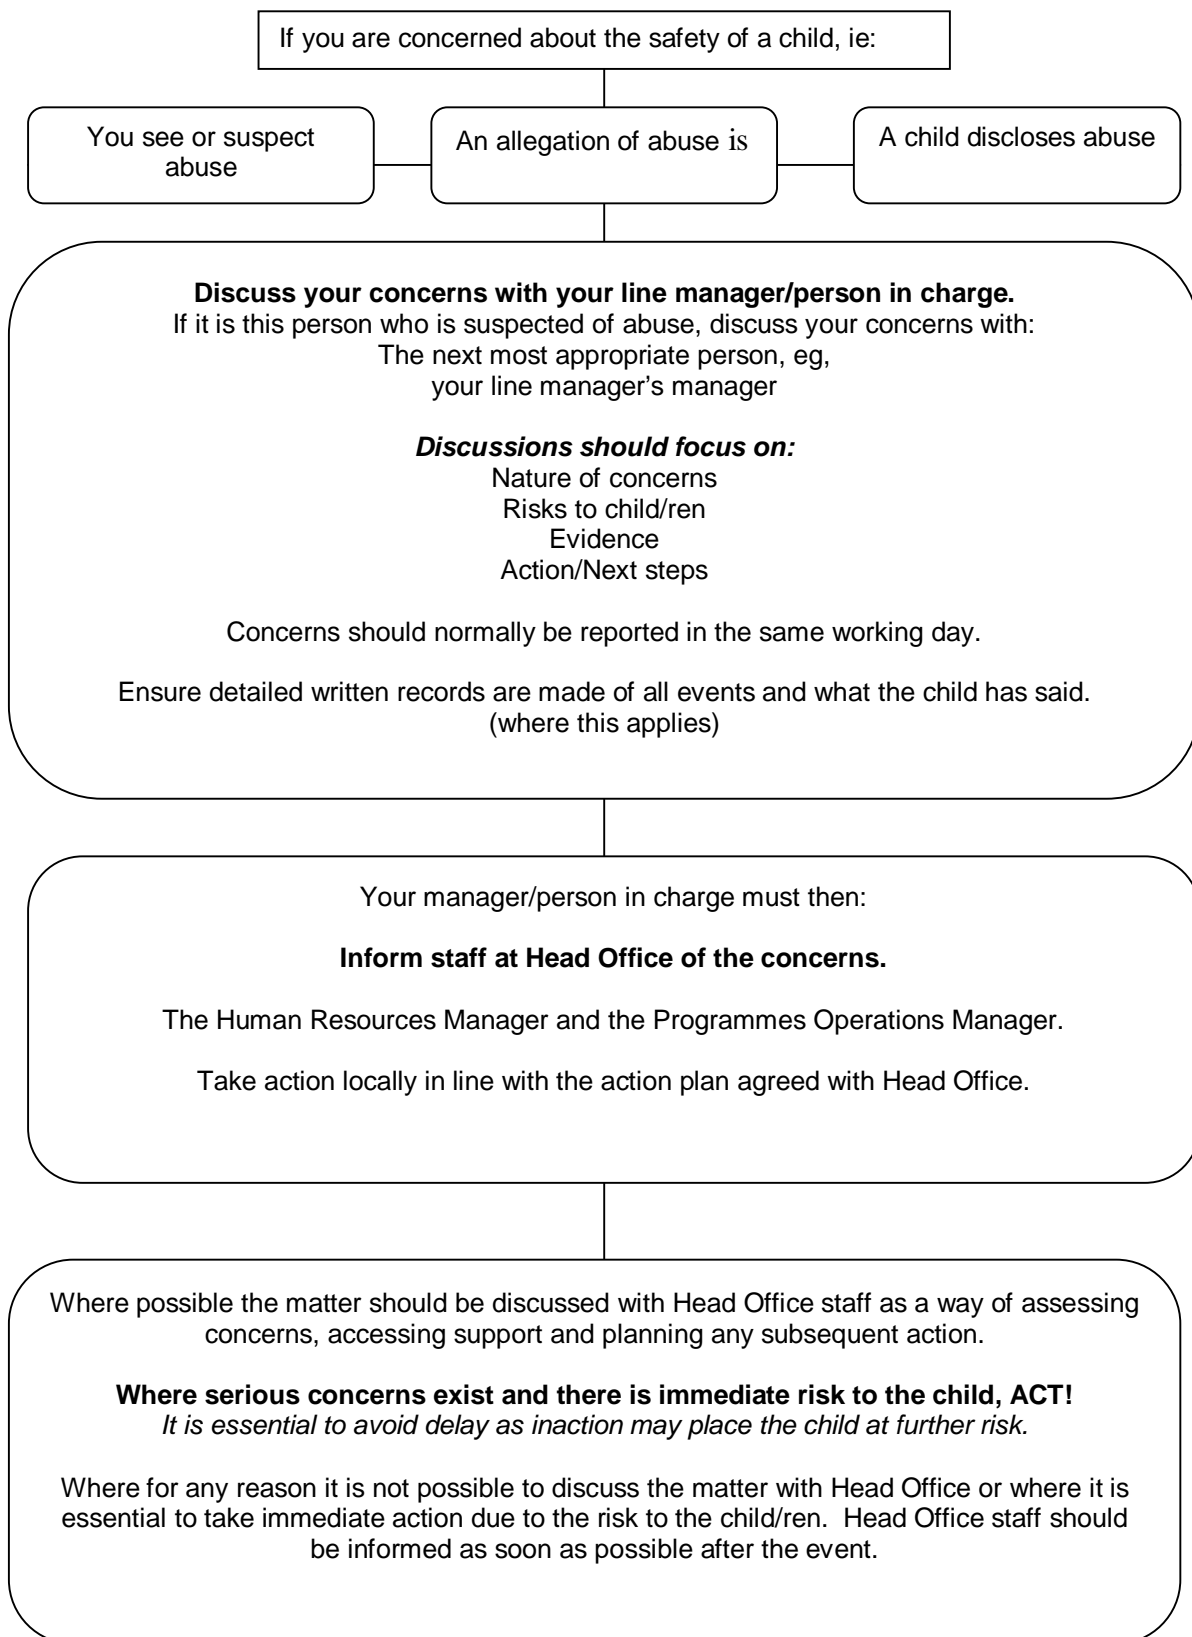 If you are concerned about the safety of a child, ie:
You see or suspect
abuse
An allegation of abuse is
A child discloses abuse
Discuss your concerns with your line manager/person in charge.
If it is this person who is suspected of abuse, discuss your concerns with:
The next most appropriate person, eg,
your line manager’s manager
Discussions should focus on:
Nature of concerns
Risks to child/ren
Evidence
Action/Next steps
Concerns should normally be reported in the same working day.
Ensure detailed written records are made of all events and what the child has said.
(where this applies)
Your manager/person in charge must then:
Inform staff at Head Office of the concerns.
The Human Resources Manager and the Programmes Operations Manager.
Take action locally in line with the action plan agreed with Head Office.
Where possible the matter should be discussed with Head Office staff as a way of assessing
concerns, accessing support and planning any subsequent action.
Where serious concerns exist and there is immediate risk to the child, ACT!
It is essential to avoid delay as inaction may place the child at further risk.
Where for any reason it is not possible to discuss the matter with Head Office or where it is
essential to take immediate action due to the risk to the child/ren.  Head Office staff should
be informed as soon as possible after the event.